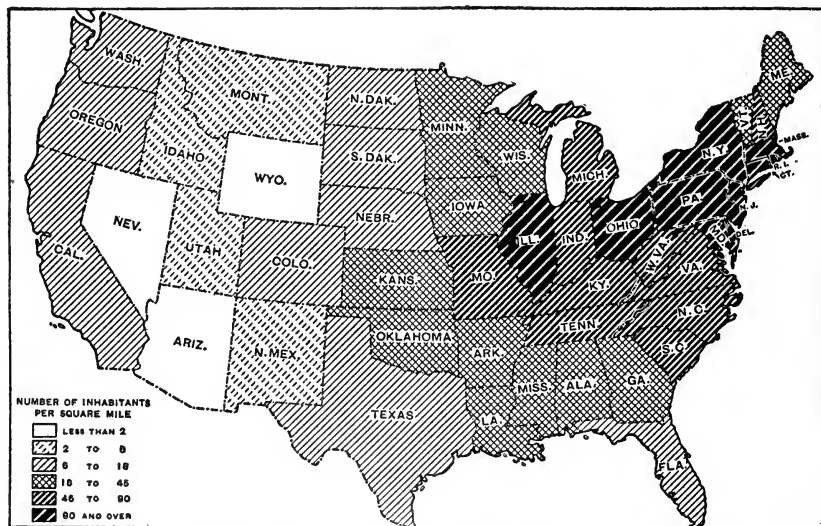 WASH.
OREGON
CAL.
NEV.
IDAHO
MONT.
WYO.
UTAH
ARIZ.
COLO.
N. MEX.
N. DAK.
S. DAK.
NEBR.
KANS.
OKLAHOMA
TEXAS
MINN.
IOWA
MO.
ARK.
LA.
WIS.
ILL.
MICH.
IND.
OHIO
KY.
TENN.
MISS.
ALA.
GA.
FLA.
S.C.
N.C.
VA.
W.VA.
PA.
N.Y.
VT.
N.H.
ME.
MASS.
R.I.
CT.
N.J.
DEL.
NUMBER OF INHABITANTS
PER SQUARE MILE
LESS THAN 2
2 TO 6
6 TO 18
18 TO 45
45 TO 90
90 AND OVER